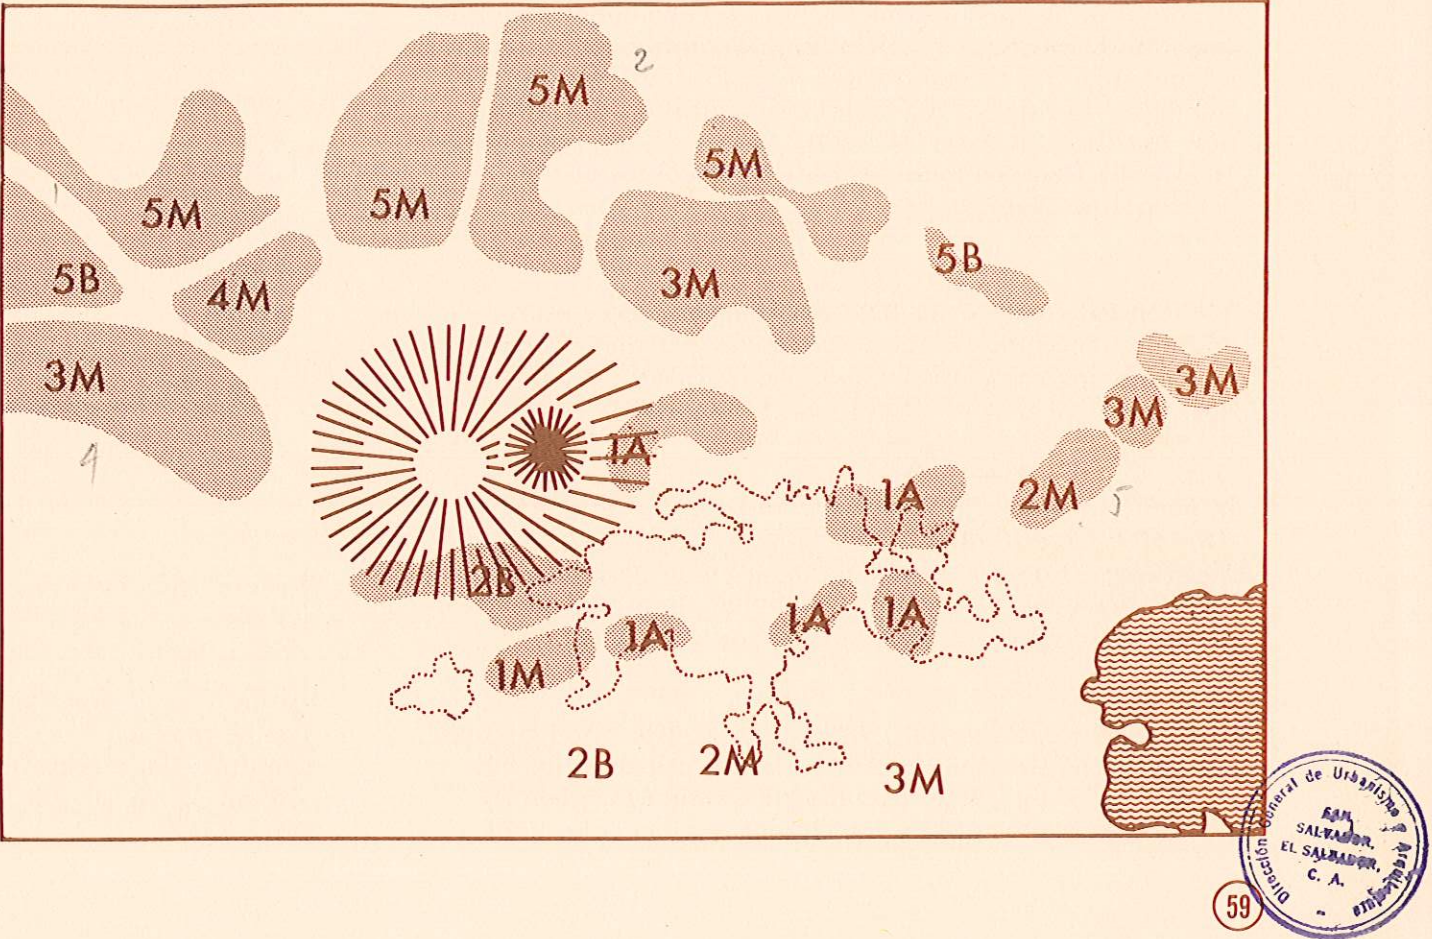 5M
2
5M
5M
5M
1
5M
5B
5B
4M
3M
3M
3M
3M
4
1A
1A
2M
5
2B
1A
1A
1A
1M
2B
2M
3M
Dirección General de Urbanismo Y Arquitectura
SAN
SALVADOR,
EL SALVADOR,
C. A.
59